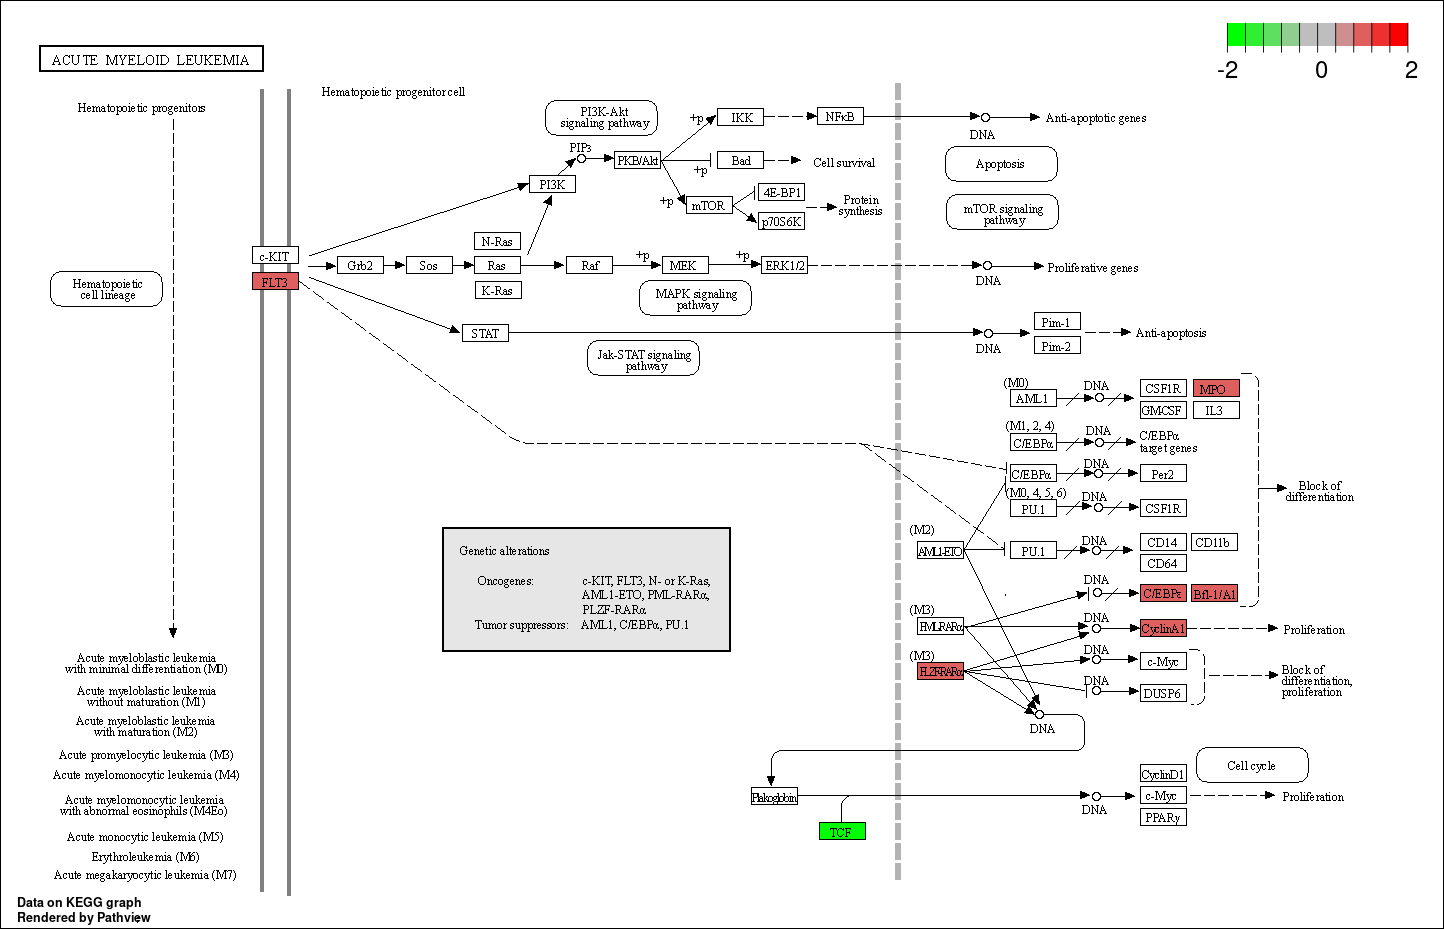 ACUTE MYELOID LEUKEMIA
-2
0
2
Hematopoietic progenitors
Hematopoietic progenitor cell
PI3K-Akt
signaling pathway
+p
IKK
NFκB
DNA
Anti-apoptotic genes
PIP3
PKB/Akt
+p
Bad
Cell survival
Apoptosis
PI3K
+p
mTOR
4E-BP1
p70S6K
Protein
synthesis
mTOR signaling
pathway
c-KIT
FLT3
Grb2
Sos
N-Ras
Ras
K-Ras
Raf
+p
MEK
+p
ERK1/2
DNA
Proliferative genes
Hematopoietic
cell lineage
MAPK signaling
pathway
STAT
DNA
Pim-1
Pim-2
Anti-apoptosis
Jak-STAT signaling
pathway
(M0)
AML1
DNA
CSF1R
MPO
GMCSF
IL3
(M1, 2, 4)
C/EBPα
DNA
C/EBPα
target genes
C/EBPα
DNA
Per2
(M0, 4, 5, 6)
PU.1
DNA
CSF1R
Block of
differentiation
(M2)
AML1-ETO
PU.1
DNA
CD14
CD11b
CD64
DNA
C/EBPε
Bfl-1/A1
(M3)
PML-RARα
DNA
CyclinA1
Proliferation
(M3)
PLZF-RARα
DNA
c-Myc
DNA
DUSP6
Block of
differentiation,
proliferation
DNA
Genetic alterations
Oncogenes: c-KIT, FLT3, N- or K-Ras,
AML1-ETO, PML-RARα,
PLZF-RARα
Tumor suppressors: AML1, C/EBPα, PU.1
Acute myeloblastic leukemia
with minimal differentiation (M0)
Acute myeloblastic leukemia
without maturation (M1)
Acute myeloblastic leukemia
with maturation (M2)
Acute promyelocytic leukemia (M3)
Acute myelomonocytic leukemia (M4)
Acute myelomonocytic leukemia
with abnormal eosinophils (M4Eo)
Acute monocytic leukemia (M5)
Erythroleukemia (M6)
Acute megakaryocytic leukemia (M7)
Plakoglobin
TCF
DNA
CyclinD1
c-Myc
PPARγ
Cell cycle
Proliferation
Data on KEGG graph
Rendered by Pathview